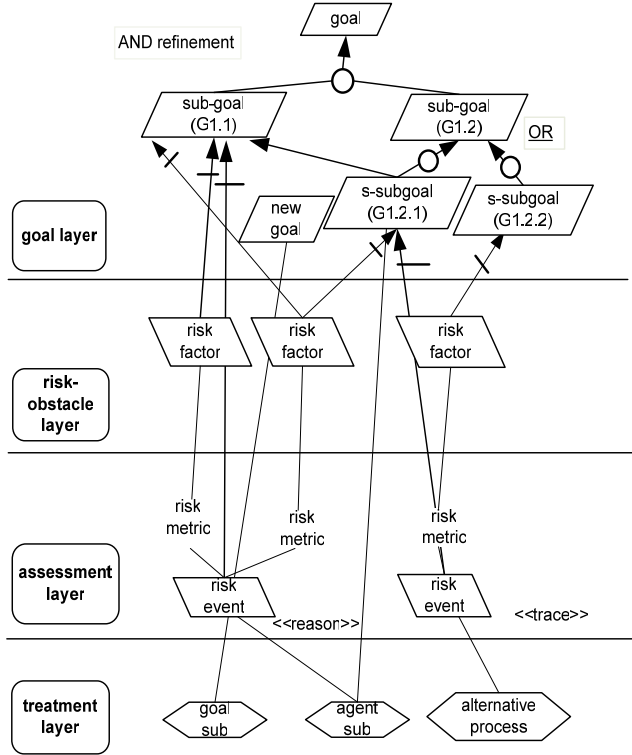 goal
AND refinement
sub-goal
(G1.1)
sub-goal
(G1.2)
OR
s-subgoal
(G1.2.1)
s-subgoal
(G1.2.2)
new
goal
goal layer
risk
factor
risk
factor
risk
factor
risk-
obstacle
layer
risk
metric
risk
metric
risk
metric
assessment
layer
risk
event
<<reason>>
risk
event
<<trace>>
treatment
layer
goal
sub
agent
sub
alternative
process